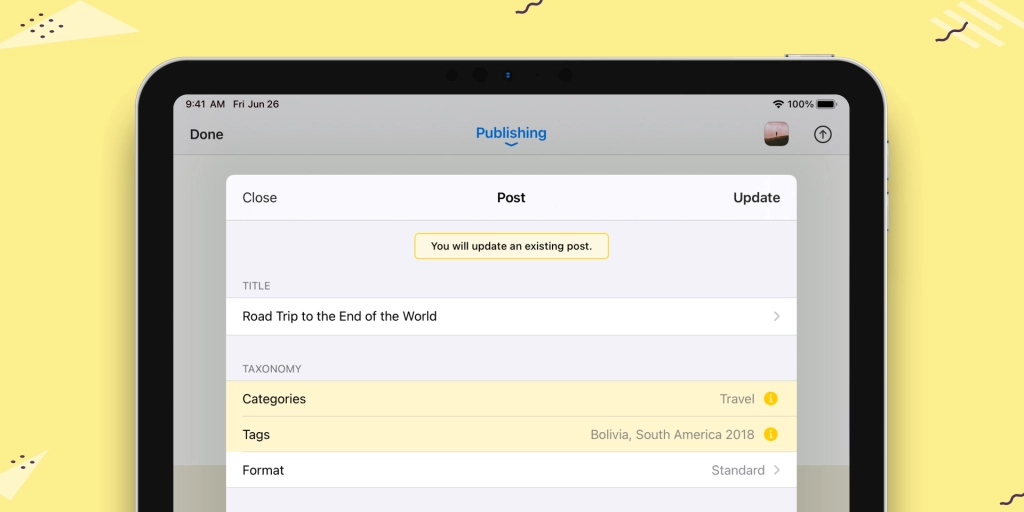 9:41 AM Fri Jun 26 100%
Done Publishing
Close Post Update
You will update an existing post.
TITLE
Road Trip to the End of the World
TAXONOMY
Categories Travel
Tags Bolivia, South America 2018
Format Standard